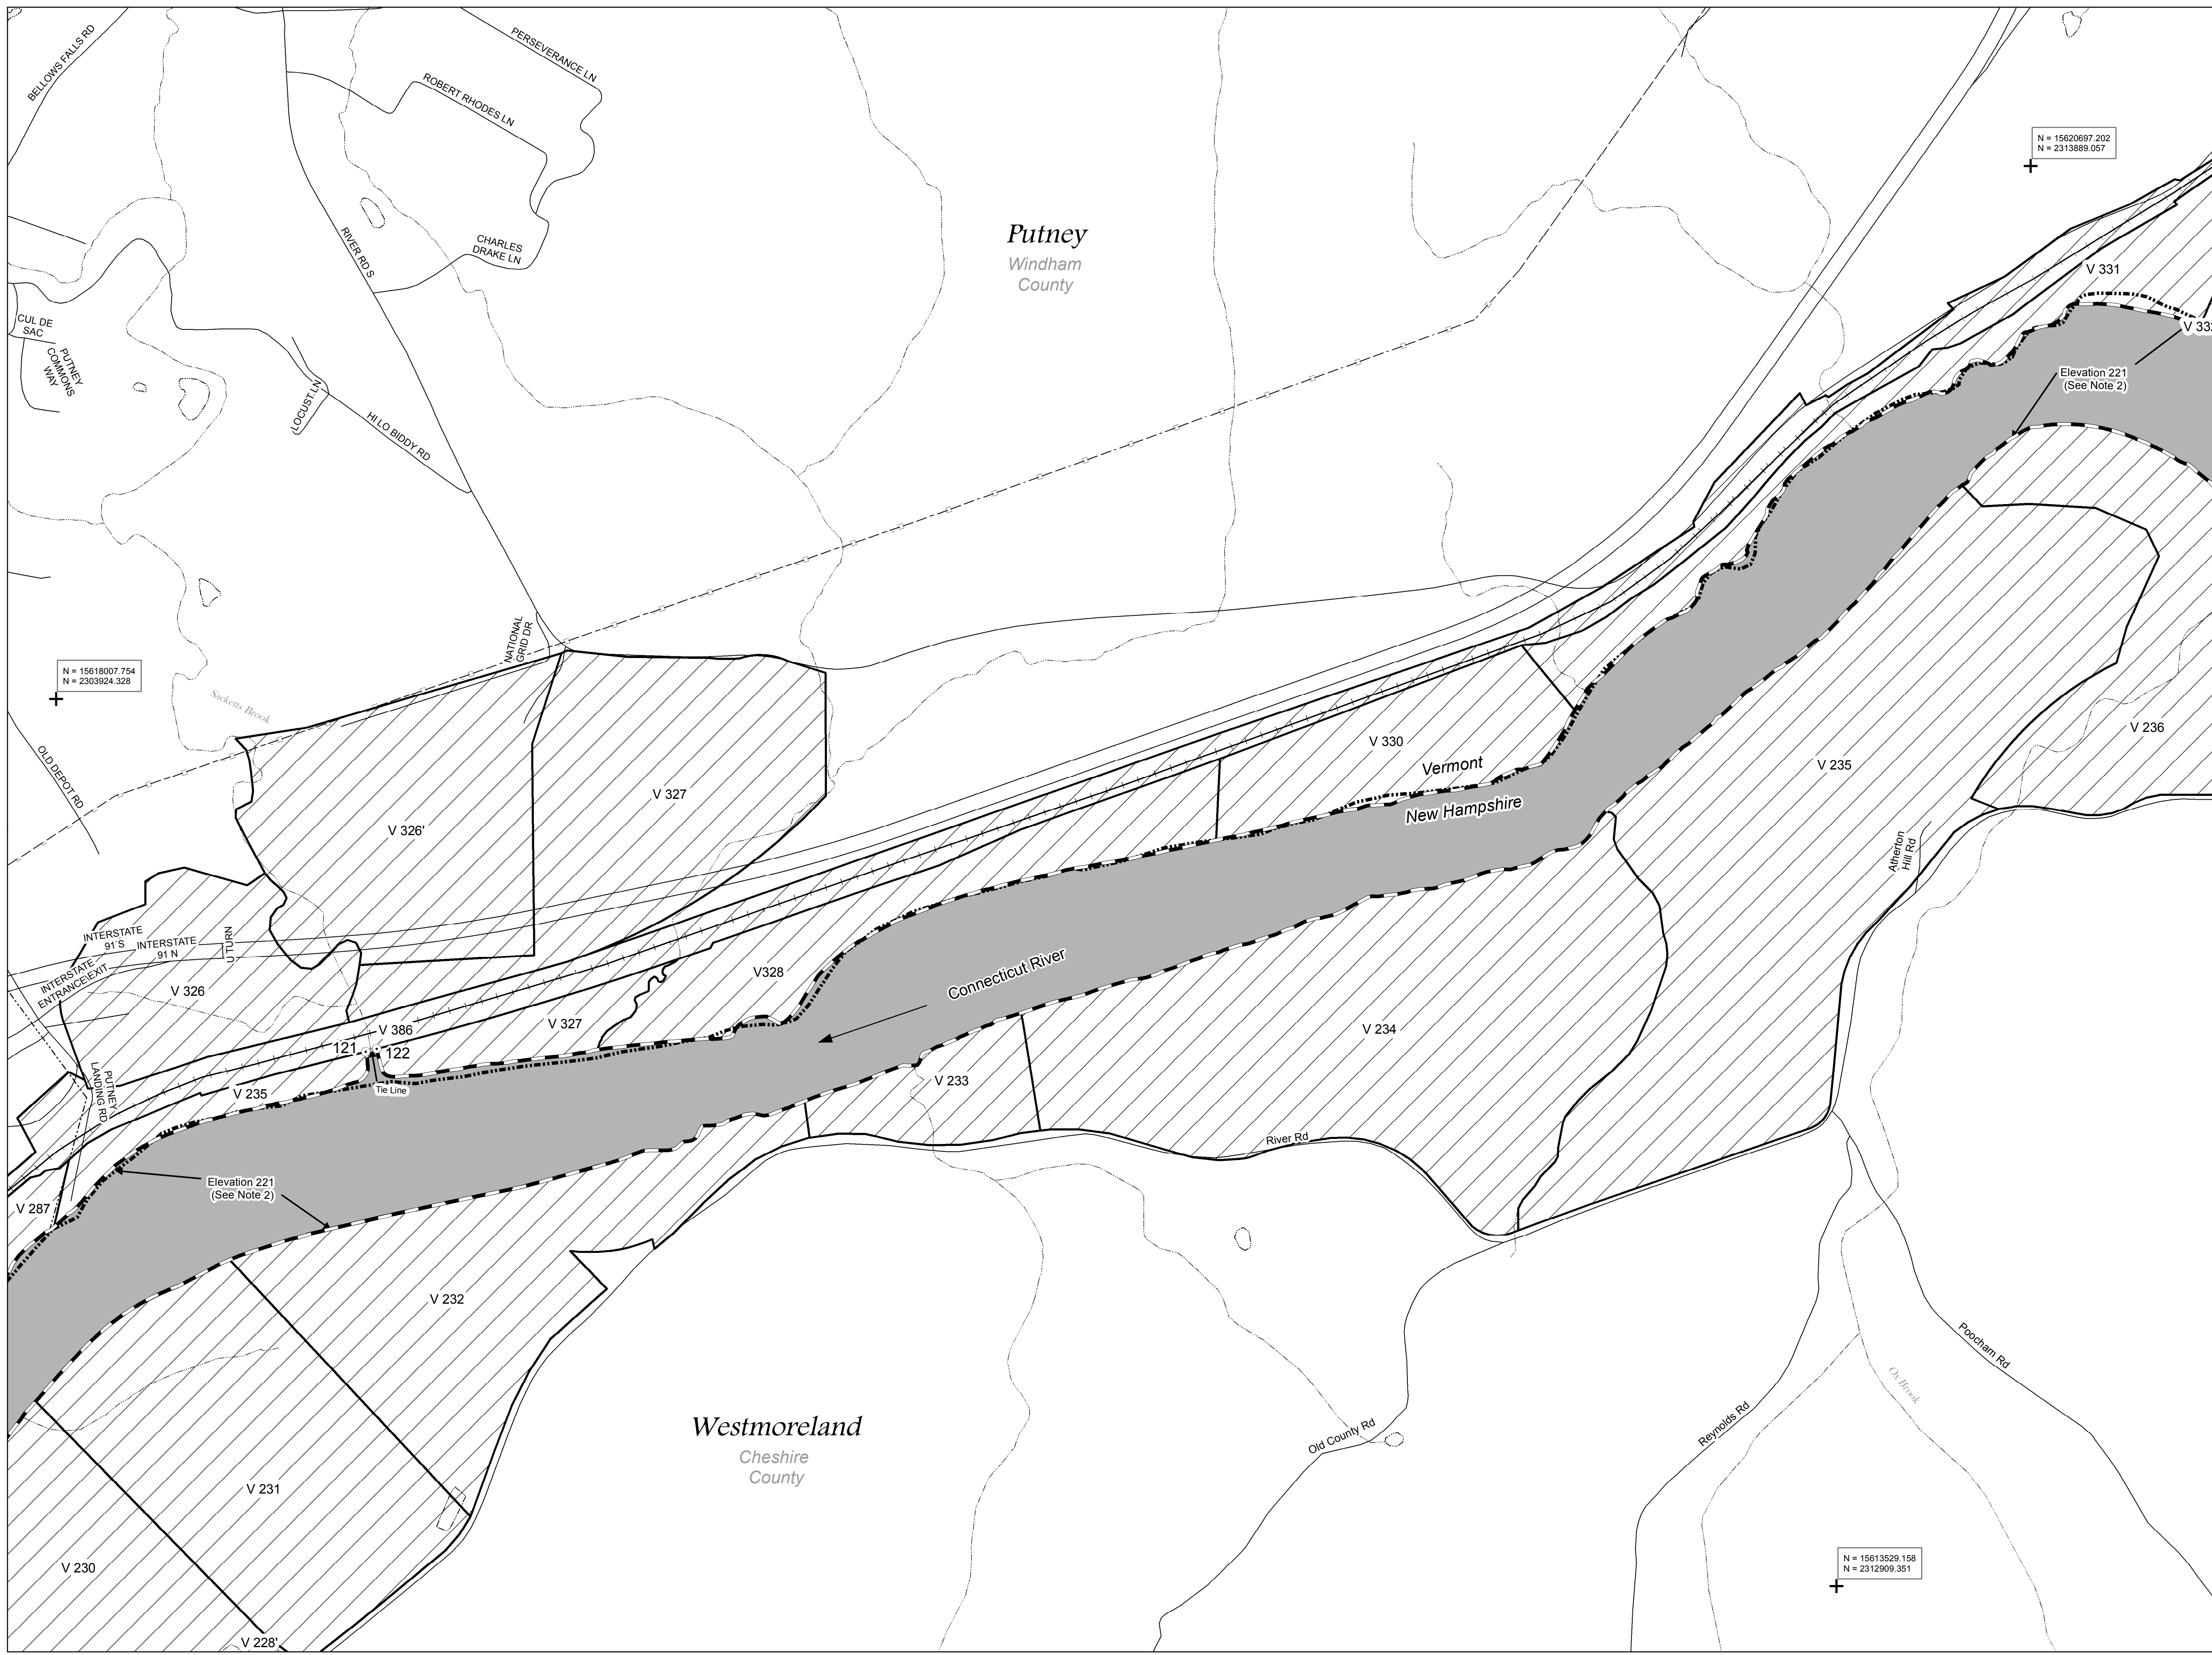 BELLOWS FALLS RD
PERSEVERANCE LN
ROBERT RHODES LN
RIVER RD S
CHARLES
DRAKE LN
Putney
Windham
County
N = 15620697.202
N = 2313889.057
V 331
Elevation 221
(See Note 2)
CUL DE
SAC
PUTNEY
COMMONS
WAY
LOCUST LN
HI LO BIDDY RD
NATIONAL
GRID DR
N = 15618007.754
N = 2303924.328
Sacketts Brook
OLD DEPOT RD
V 326'
V 327
V 330
Vermont
New Hampshire
V 235
V 236
Atherton
Hill Rd
INTERSTATE
91 S
INTERSTATE
91 N
U TURN
INTERSTATE
ENTRANCE\EXIT
V 326
V328
Connecticut River
V 327
V 386
121
122
Tie Line
V 234
V 233
V 235
PUTNEY
LANDING RD
River Rd
Elevation 221
(See Note 2)
V 287
V 232
Westmoreland
Cheshire
County
Old County Rd
Reynolds Rd
Poocham Rd
Ox Brook
V 231
V 230
V 228'
N = 15613529.158
N = 2312909.351